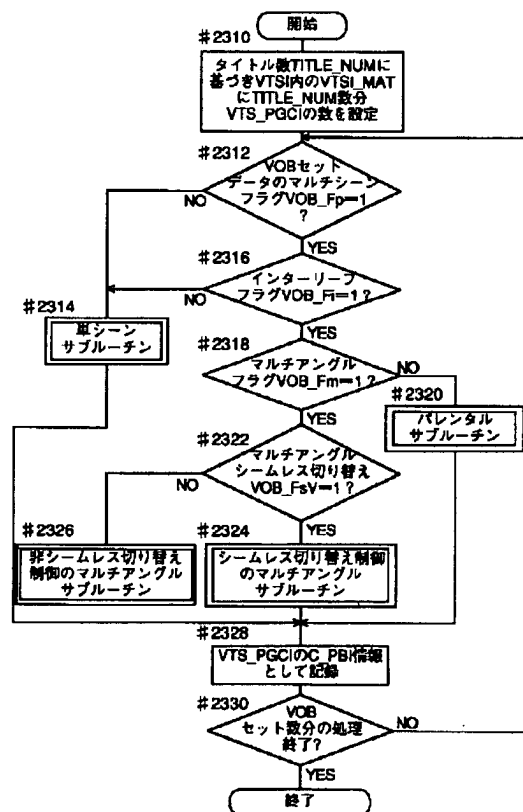 開始
#2310
タイトル数TITLE_NUMに
基づきVTSI内のVTSI_MAT
にTITLE_NUM数分
VTS_PGCIの数を設定
#2312
VOBセット
データのマルチシーン
フラグVOB_Fp=1
?
NO
YES
#2316
インターリーブ
フラグVOB_Fi=1?
NO
YES
#2314
単シーン
サブルーチン
#2318
マルチアングル
フラグVOB_Fm=1?
NO
YES
#2320
パレンタル
サブルーチン
#2322
マルチアングル
シームレス切り替え
VOB_FsV=1?
NO
YES
#2326
非シームレス切り替え
制御のマルチアングル
サブルーチン
#2324
シームレス切り替え制御
のマルチアングル
サブルーチン
#2328
VTS_PGCIのC_PBI情報
として記録
#2330
VOB
セット数分の処理
終了?
NO
YES
終了